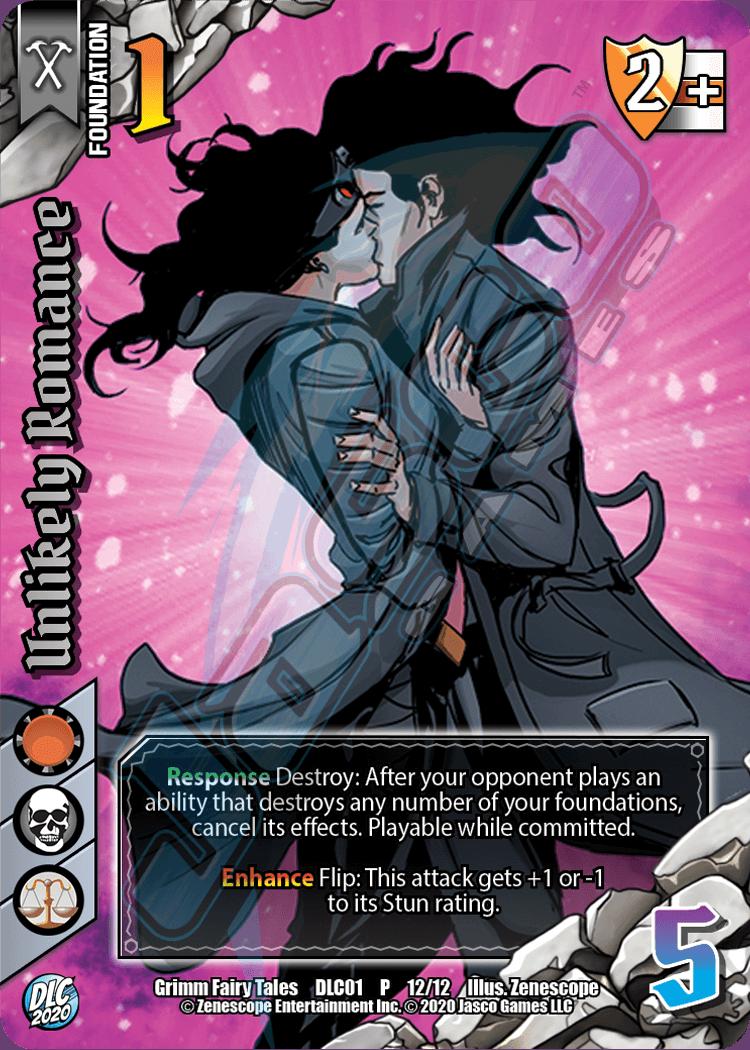 FOUNDATION
1
2
+
Unlikely Romance
Response Destroy: After your opponent plays an
ability that destroys any number of your foundations,
cancel its effects. Playable while committed.
Enhance Flip: This attack gets +1 or -1
to its Stun rating.
5
DLC
2020
Grimm Fairy Tales DLC01 P 12/12 Illus. Zenescope
© Zenescope Entertainment Inc. © 2020 Jasco Games LLC